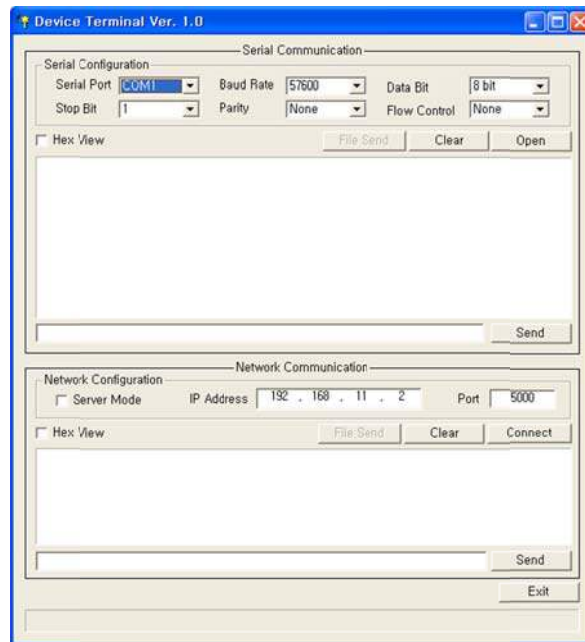 Device Terminal Ver. 1.0
Serial Communication
Serial Configuration
Serial Port COM1 Baud Rate 57600 Data Bit 8 bit
Stop Bit 1 Parity None Flow Control None
Hex View File Send Clear Open
Send
Network Communication
Network Configuration
Server Mode IP Address 192 . 168 . 11 . 2 Port 5000
Hex View File Send Clear Connect
Send
Exit